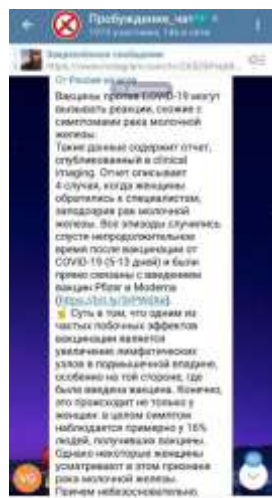 Пробуждение_чат
Закреплённое сообщение
От России на дола
Вакцины против COVID-19 могут
вызывать реакции, схожие с
симптомами рака молочной
железы.
Такие данные содержит отчет,
опубликованный в clinical
imaging. Отчет описывает
4 случая, когда женщины
обратились к специалистам,
заподозрив рак молочной
железы. Все эпизоды случились
спустя непродолжительное
время после вакцинации от
COVID-19 (5-13 дней) и были
прямо связаны с введением
вакцин Pfizer и Moderna
Суть в том, что одним из
частых побочных эффектов
вакцинации является
увеличение лимфатических
узлов в подмышечной впадине,
особенно на той стороне, где
была введена вакцина. Конечно,
это происходит не только у
женщин: в целом симптом
наблюдается примерно у 16%
людей, получивших вакцины.
Однако некоторые женщины
усматривают в этом признаки
рака молочной железы.
Причем небезосновательно,
VG